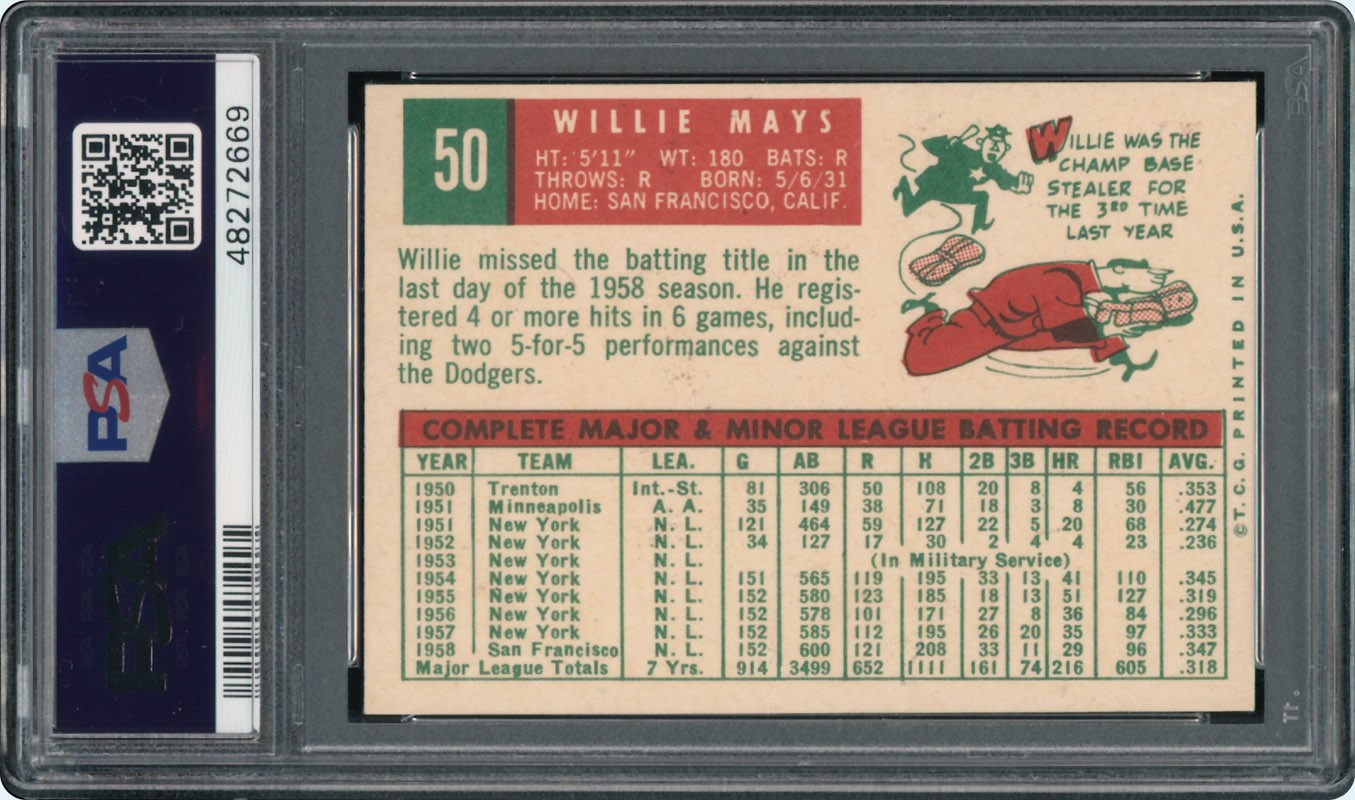 48272669
PSA
PSA
50
WILLIE MAYS
HT: 5'11" WT: 180 BATS: R
THROWS: R BORN: 5/6/31
HOME: SAN FRANCISCO, CALIF.
WILLIE WAS THE
CHAMP BASE
STEALER FOR
THE 3RD TIME
LAST YEAR
Willie missed the batting title in the
last day of the 1958 season. He regis-
tered 4 or more hits in 6 games, includ-
ing two 5-for-5 performances against
the Dodgers.
COMPLETE MAJOR & MINOR LEAGUE BATTING RECORD
YEAR TEAM LEA. G AB R H 2B 3B HR RBI AVG.
1950 Trenton Int.-St. 81 306 50 108 20 8 4 56 .353
1951 Minneapolis A. A. 35 149 38 71 18 3 8 30 .477
1951 New York N. L. 121 464 59 127 22 5 20 68 .274
1952 New York N. L. 34 127 17 30 2 4 4 23 .236
1953 New York N. L. (In Military Service)
1954 New York N. L. 151 565 119 195 33 13 41 110 .345
1955 New York N. L. 152 580 123 185 18 13 51 127 .319
1956 New York N. L. 152 578 101 171 27 8 36 84 .296
1957 New York N. L. 152 585 112 195 26 20 35 97 .333
1958 San Francisco N. L. 152 600 121 208 33 11 29 96 .347
Major League Totals 7 Yrs. 914 3499 652 1111 161 74 216 605 .318
© T. C. G. PRINTED IN U.S.A.
PSA